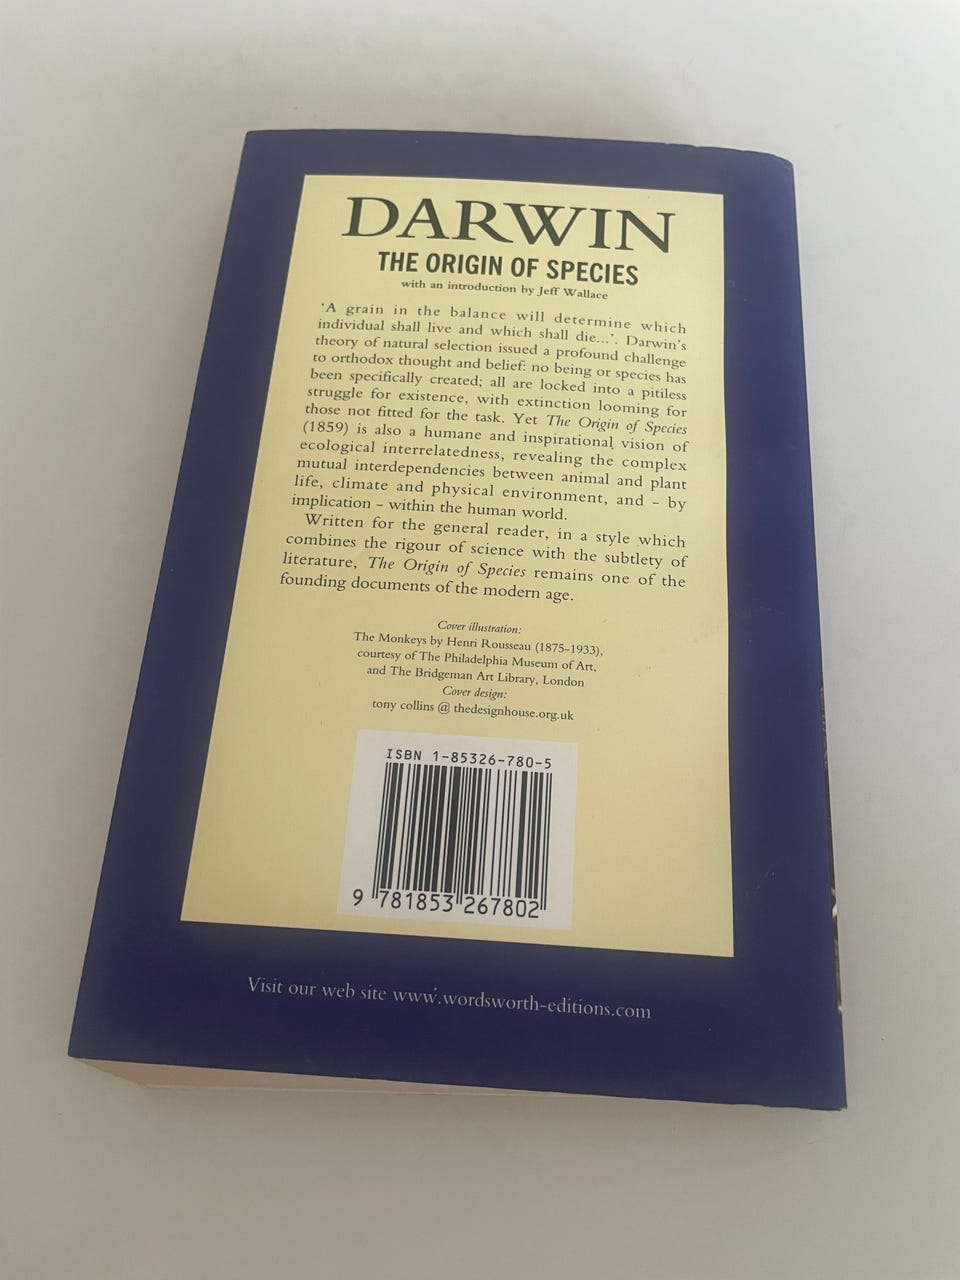 DARWIN
THE ORIGIN OF SPECIES
with an introduction by Jeff Wallace
'A grain in the balance will determine which
individual shall live and which shall die...'. Darwin's
theory of natural selection issued a profound challenge
to orthodox thought and belief: no being or species has
been specifically created; all are locked into a pitiless
struggle for existence, with extinction looming for
those not fitted for the task. Yet The Origin of Species
(1859) is also a humane and inspirational vision of
ecological interrelatedness, revealing the complex
mutual interdependencies between animal and plant
life, climate and physical environment, and - by
implication - within the human world.
Written for the general reader, in a style which
combines the rigour of science with the subtlety of
literature, The Origin of Species remains one of the
founding documents of the modern age.
Cover illustration:
The Monkeys by Henri Rousseau (1875-1933),
courtesy of The Philadelphia Museum of Art,
and The Bridgeman Art Library, London
Cover design:
tony collins @ thedesignhouse.org.uk
ISBN 1-85326-780-5
9 781853 267802
Visit our web site www.wordsworth-editions.com